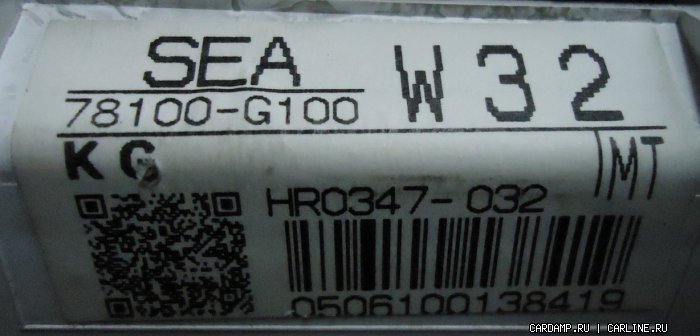 SEA W32
78100-G100
KG MT
HR0347-032
0506100138419
CARDAMP.RU | CARLINE.RU